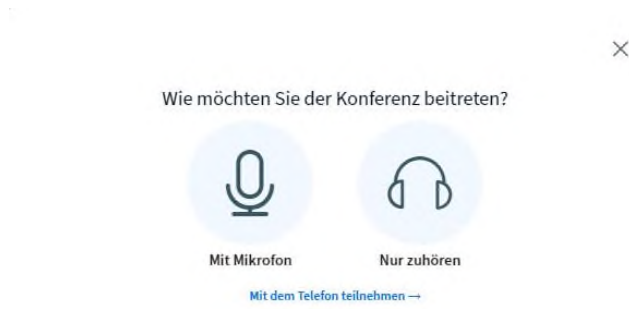 Wie möchten Sie der Konferenz beitreten?
Mit Mikrofon Nur zuhören
Mit dem Telefon teilnehmen →